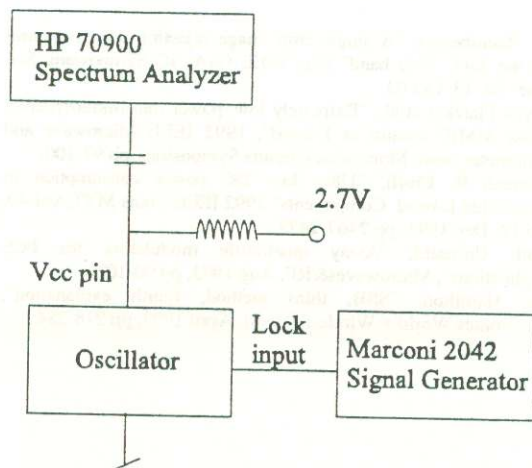 HP 70900
Spectrum Analyzer
2.7V
Vcc pin
Oscillator
Lock
input
Marconi 2042
Signal Generator